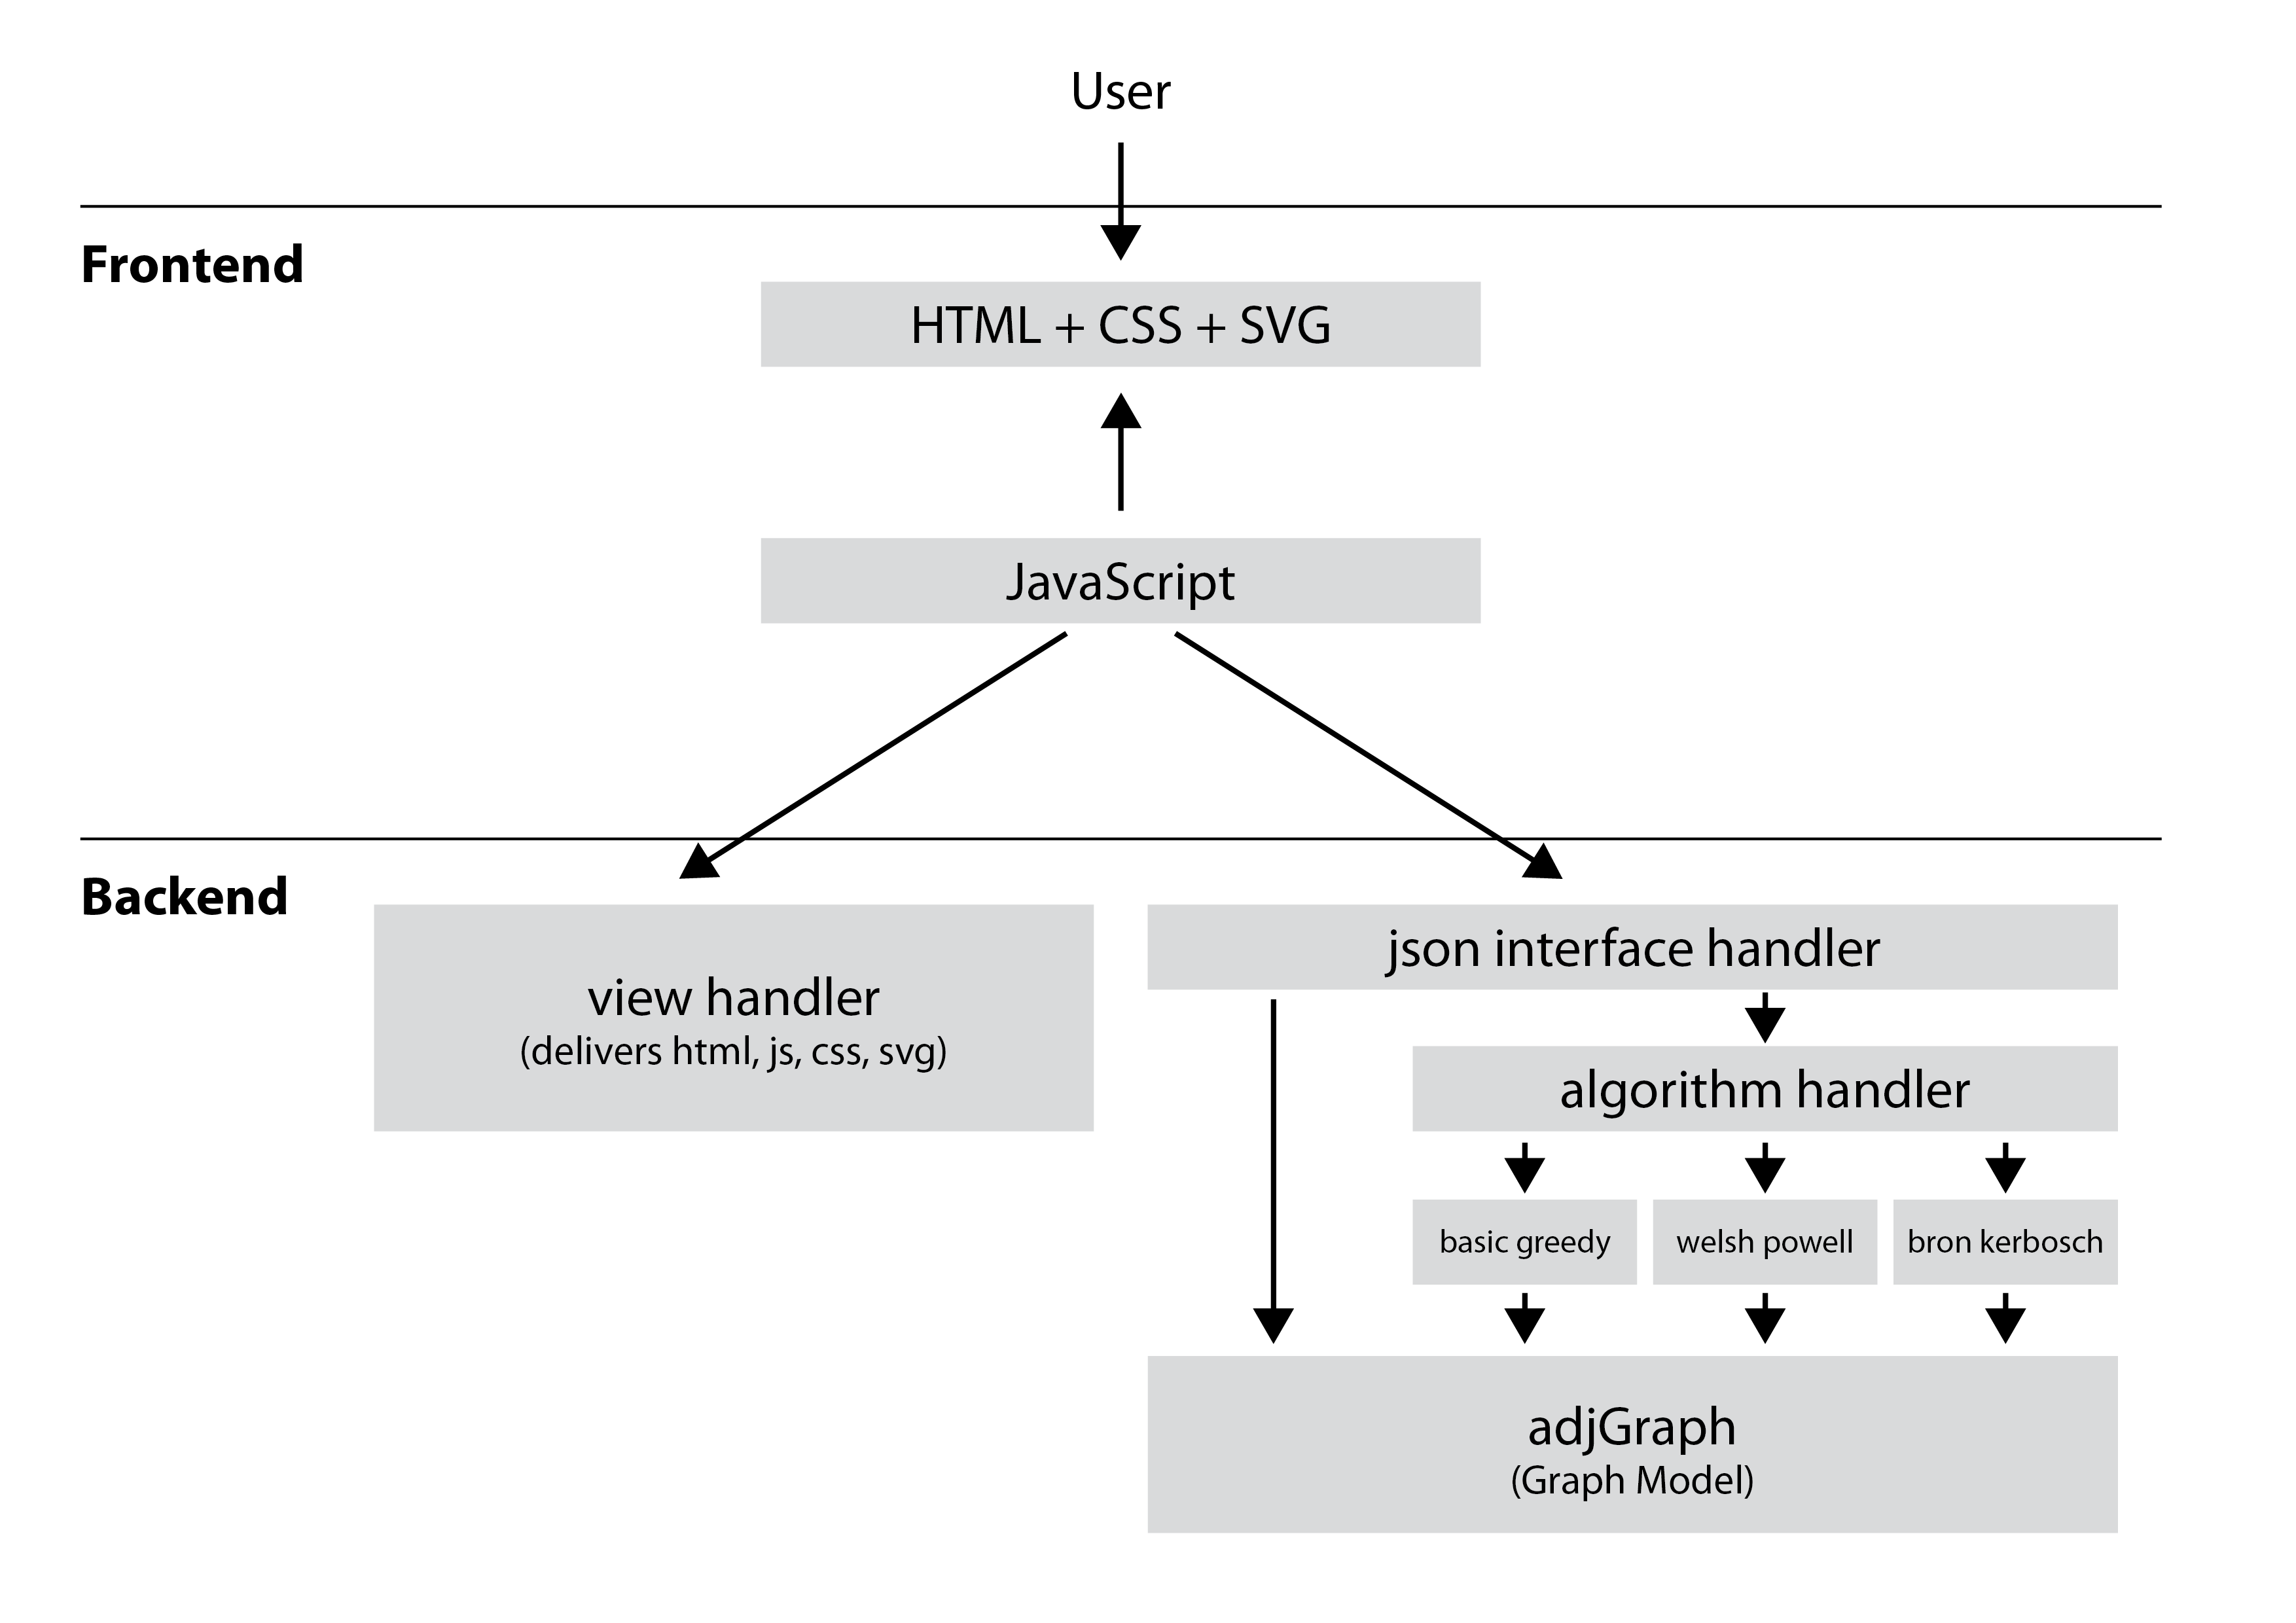 User
Frontend
HTML + CSS + SVG
JavaScript
Backend
view handler
(delivers html, js, css, svg)
json interface handler
algorithm handler
basic greedy
welsh powell
bron kerbosch
adjGraph
(Graph Model)